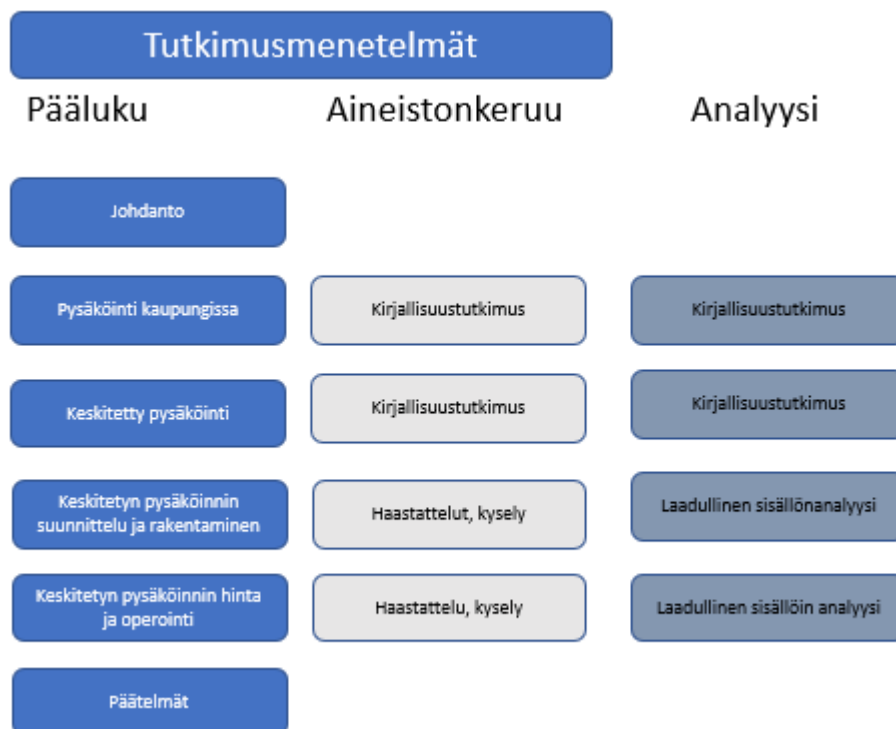 Tutkimusmenetelmät
Pääluku Aineistonkeruu Analyysi
Johdanto
Pysäköinti kaupungissa Kirjallisuustutkimus Kirjallisuustutkimus
Keskitetty pysäköinti Kirjallisuustutkimus Kirjallisuustutkimus
Keskitetyn pysäköinnin
suunnittelu ja rakentaminen Haastattelut, kysely Laadullinen sisällönanalyysi
Keskitetyn pysäköinnin hinta
ja operointi Haastattelu, kysely Laadullinen sisällöin analyysi
Päätelmät